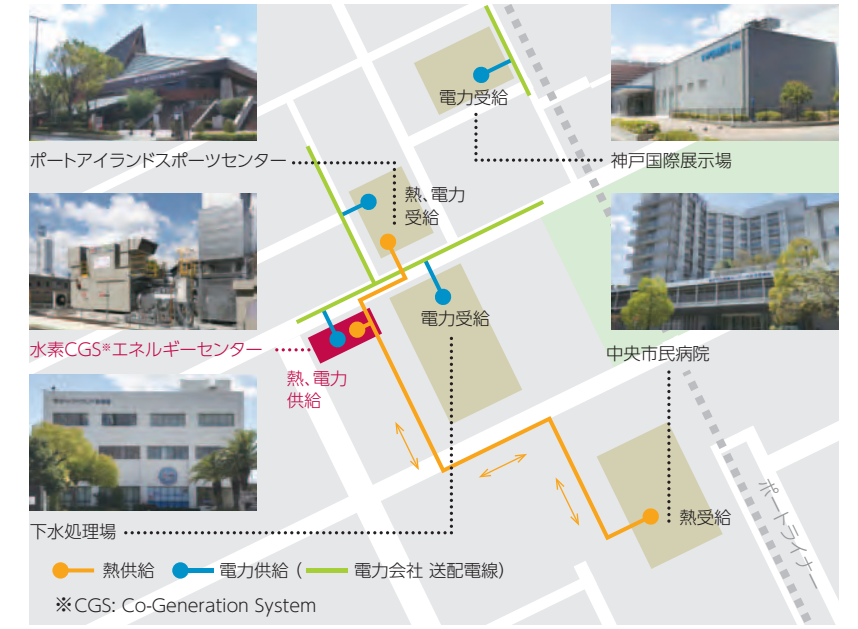 電力受給
ポートアイランドスポーツセンター
神戸国際展示場
熱、電力
受給
電力受給
水素CGS※エネルギーセンター
中央市民病院
熱、電力
供給
熱受給
下水処理場
ポートライナー
熱供給 電力供給 ( 電力会社 送配電線)
※CGS: Co-Generation System